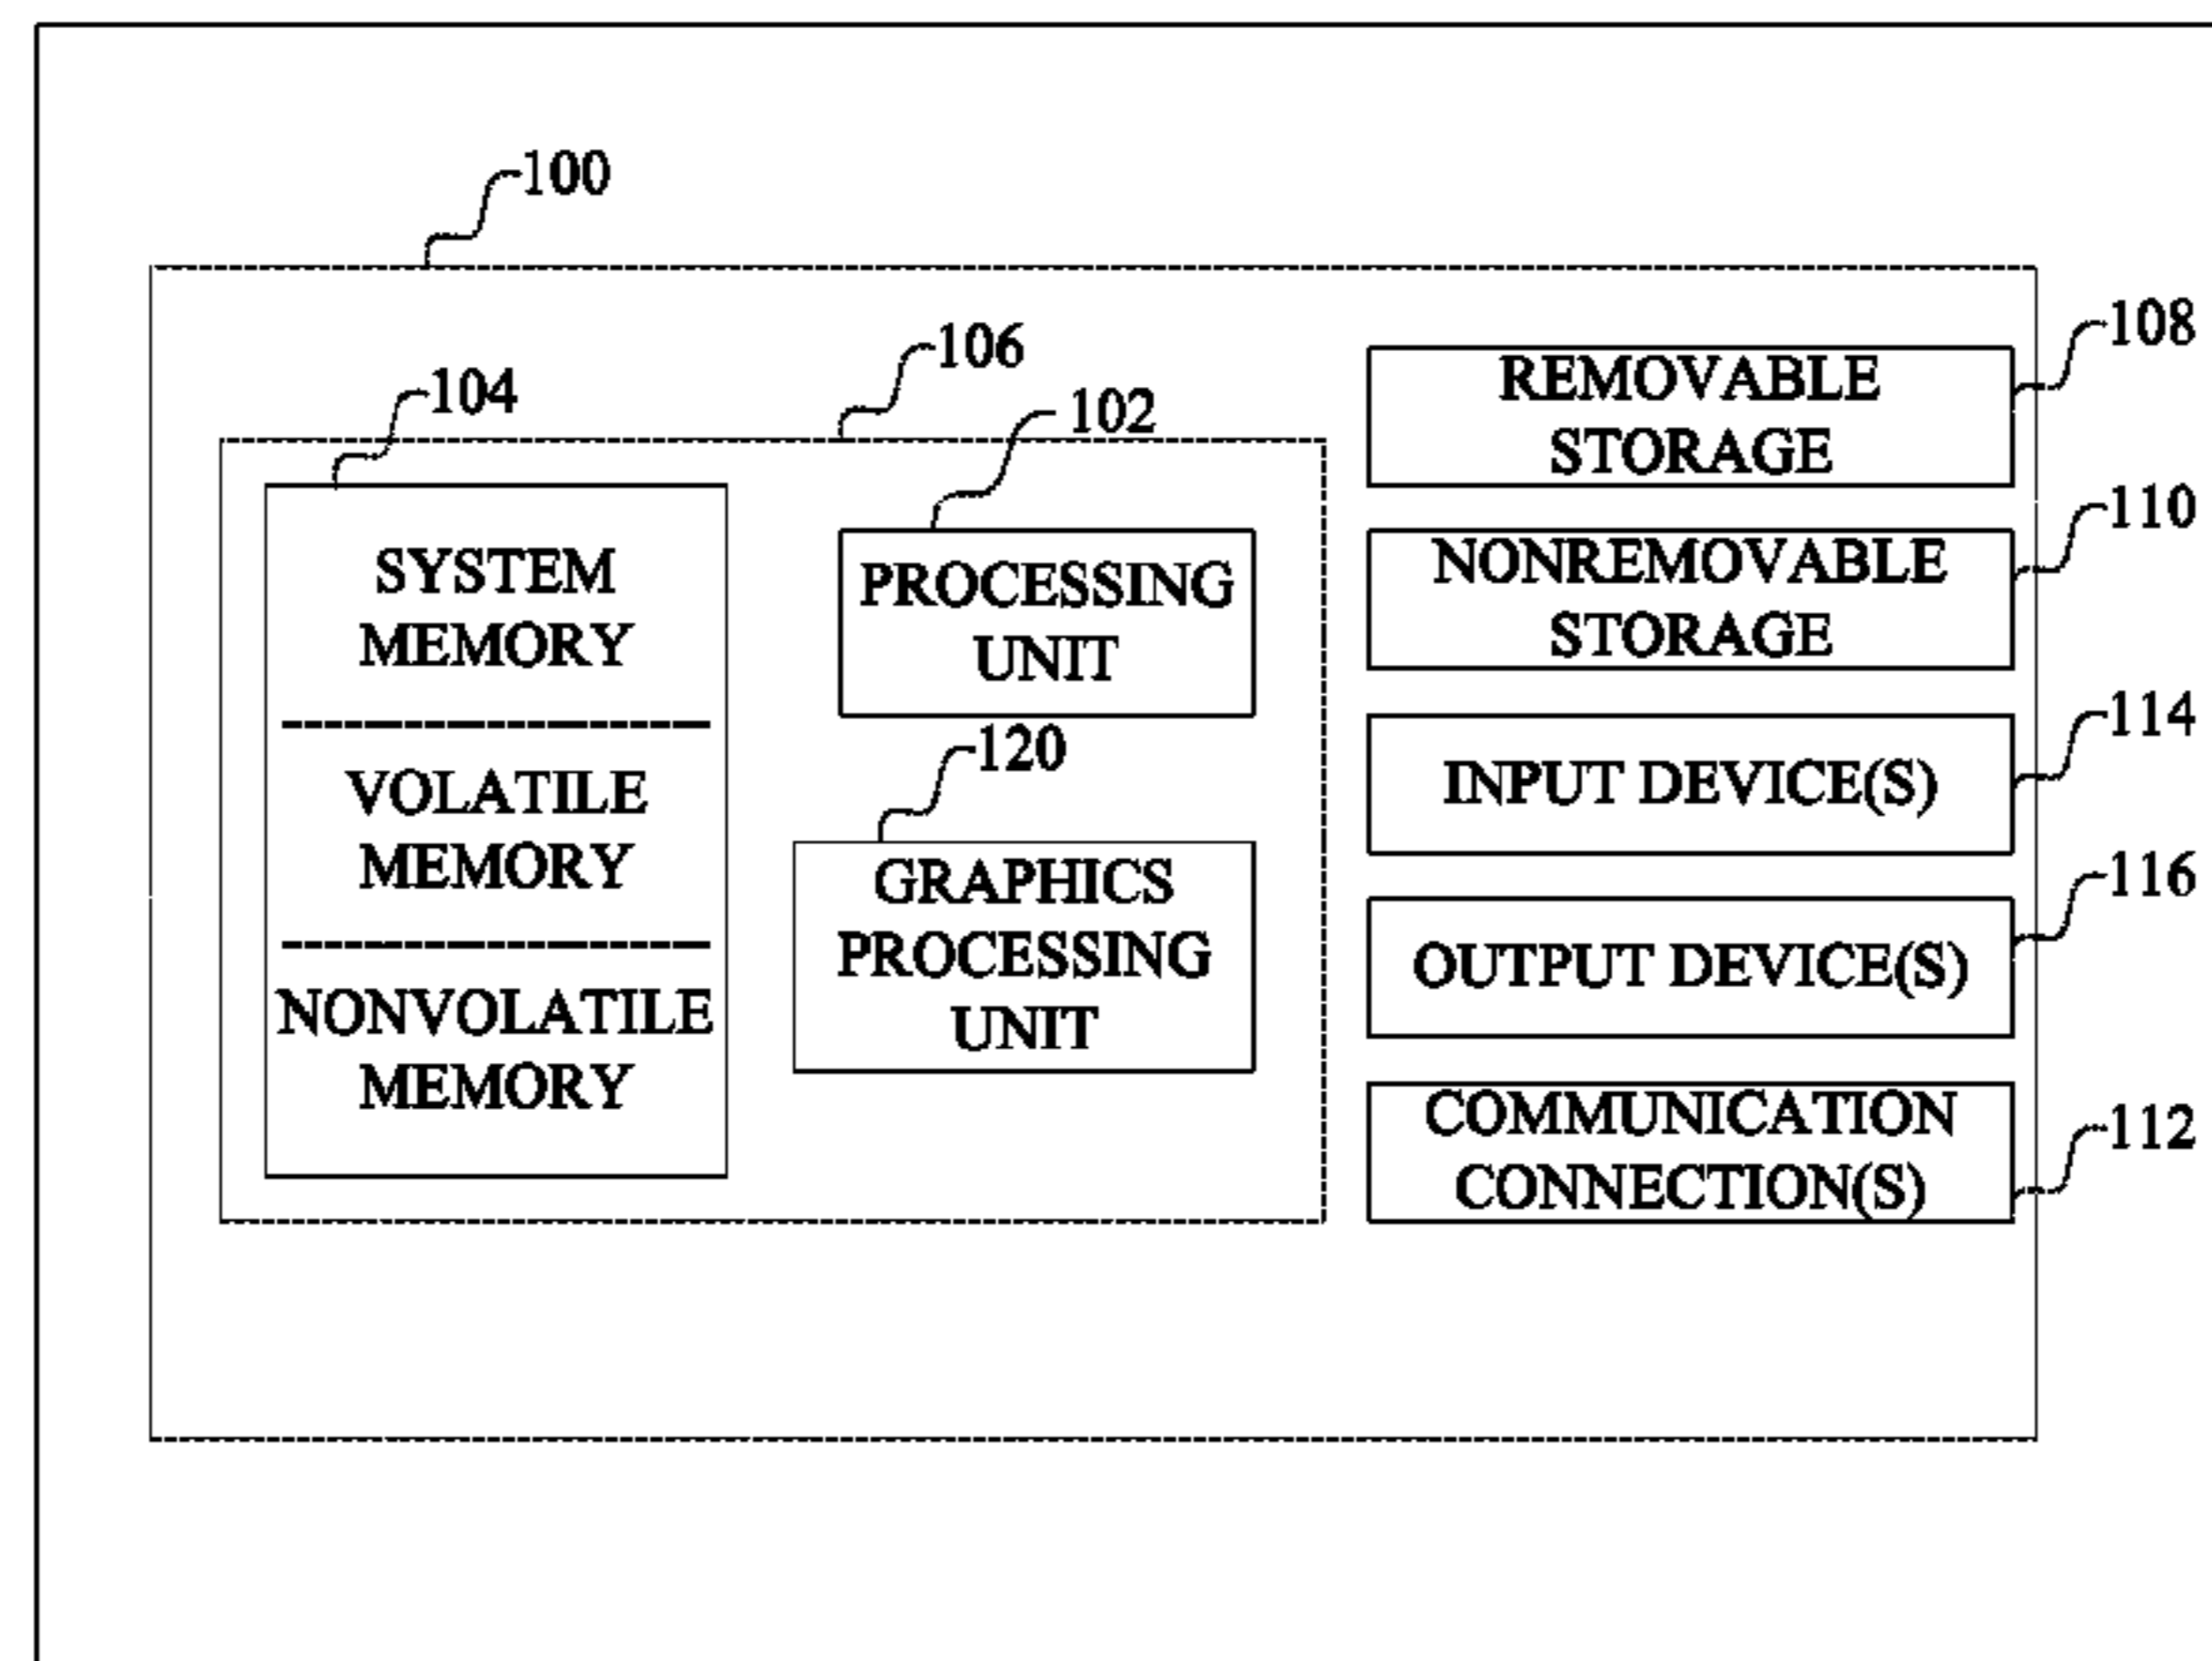 100
106
104
102
SYSTEM
MEMORY
VOLATILE
MEMORY
NONVOLATILE
MEMORY
PROCESSING
UNIT
120
GRAPHICS
PROCESSING
UNIT
108
REMOVABLE
STORAGE
110
NONREMOVABLE
STORAGE
114
INPUT DEVICE(S)
116
OUTPUT DEVICE(S)
112
COMMUNICATION
CONNECTION(S)